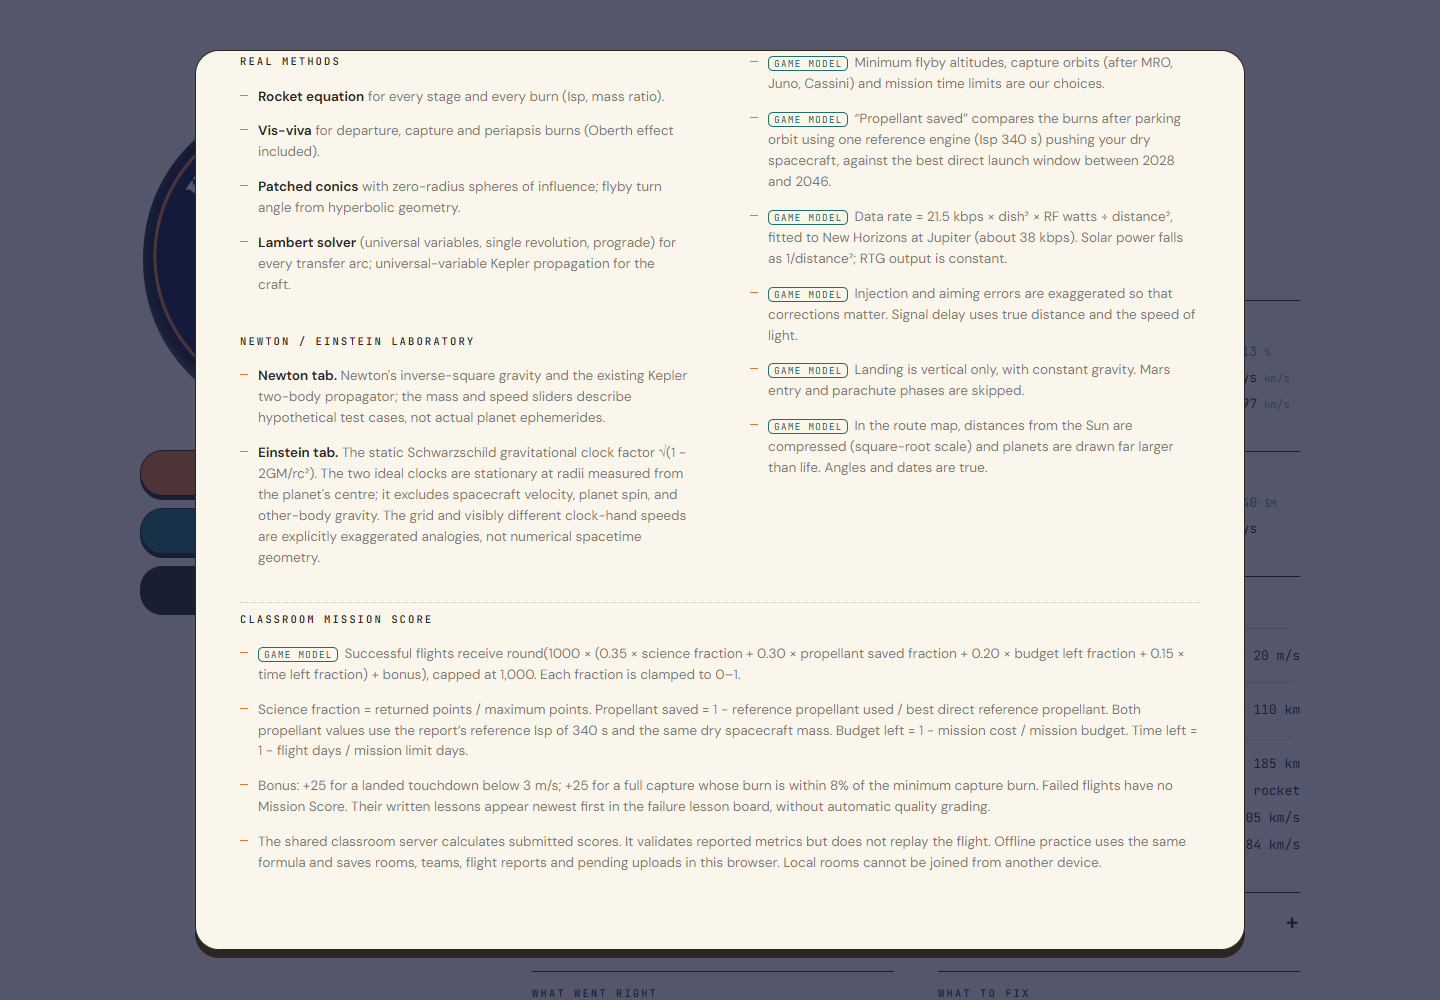 REAL METHODS
– Rocket equation for every stage and every burn (Isp, mass ratio).
– Vis-viva for departure, capture and periapsis burns (Oberth effect
included).
– Patched conics with zero-radius spheres of influence; flyby turn
angle from hyperbolic geometry.
– Lambert solver (universal variables, single revolution, prograde) for
every transfer arc; universal-variable Kepler propagation for the
craft.
NEWTON / EINSTEIN LABORATORY
– Newton tab. Newton's inverse-square gravity and the existing Kepler
two-body propagator; the mass and speed sliders describe
hypothetical test cases, not actual planet ephemerides.
– Einstein tab. The static Schwarzschild gravitational clock factor √(1 −
2GM/rc²). The two ideal clocks are stationary at radii measured from
the planet's centre; it excludes spacecraft velocity, planet spin, and
other-body gravity. The grid and visibly different clock-hand speeds
are explicitly exaggerated analogies, not numerical spacetime
geometry.
– GAME MODEL Minimum flyby altitudes, capture orbits (after MRO,
Juno, Cassini) and mission time limits are our choices.
– GAME MODEL “Propellant saved” compares the burns after parking
orbit using one reference engine (Isp 340 s) pushing your dry
spacecraft, against the best direct launch window between 2028
and 2046.
– GAME MODEL Data rate = 21.5 kbps × dish² × RF watts ÷ distance²,
fitted to New Horizons at Jupiter (about 38 kbps). Solar power falls
as 1/distance²; RTG output is constant.
– GAME MODEL Injection and aiming errors are exaggerated so that
corrections matter. Signal delay uses true distance and the speed of
light.
– GAME MODEL Landing is vertical only, with constant gravity. Mars
entry and parachute phases are skipped.
– GAME MODEL In the route map, distances from the Sun are
compressed (square-root scale) and planets are drawn far larger
than life. Angles and dates are true.
CLASSROOM MISSION SCORE
– GAME MODEL Successful flights receive round(1000 × (0.35 × science fraction + 0.30 × propellant saved fraction + 0.20 × budget left fraction + 0.15 ×
time left fraction) + bonus), capped at 1,000. Each fraction is clamped to 0–1.
– Science fraction = returned points / maximum points. Propellant saved = 1 − reference propellant used / best direct reference propellant. Both
propellant values use the report’s reference Isp of 340 s and the same dry spacecraft mass. Budget left = 1 − mission cost / mission budget. Time left =
1 − flight days / mission limit days.
– Bonus: +25 for a landed touchdown below 3 m/s; +25 for a full capture whose burn is within 8% of the minimum capture burn. Failed flights have no
Mission Score. Their written lessons appear newest first in the failure lesson board, without automatic quality grading.
– The shared classroom server calculates submitted scores. It validates reported metrics but does not replay the flight. Offline practice uses the same
formula and saves rooms, teams, flight reports and pending uploads in this browser. Local rooms cannot be joined from another device.
13 %
km/s
97 km/s
40 $M
20 m/s
110 km
185 km
rocket
05 km/s
84 km/s
+
WHAT WENT RIGHT
WHAT TO FIX